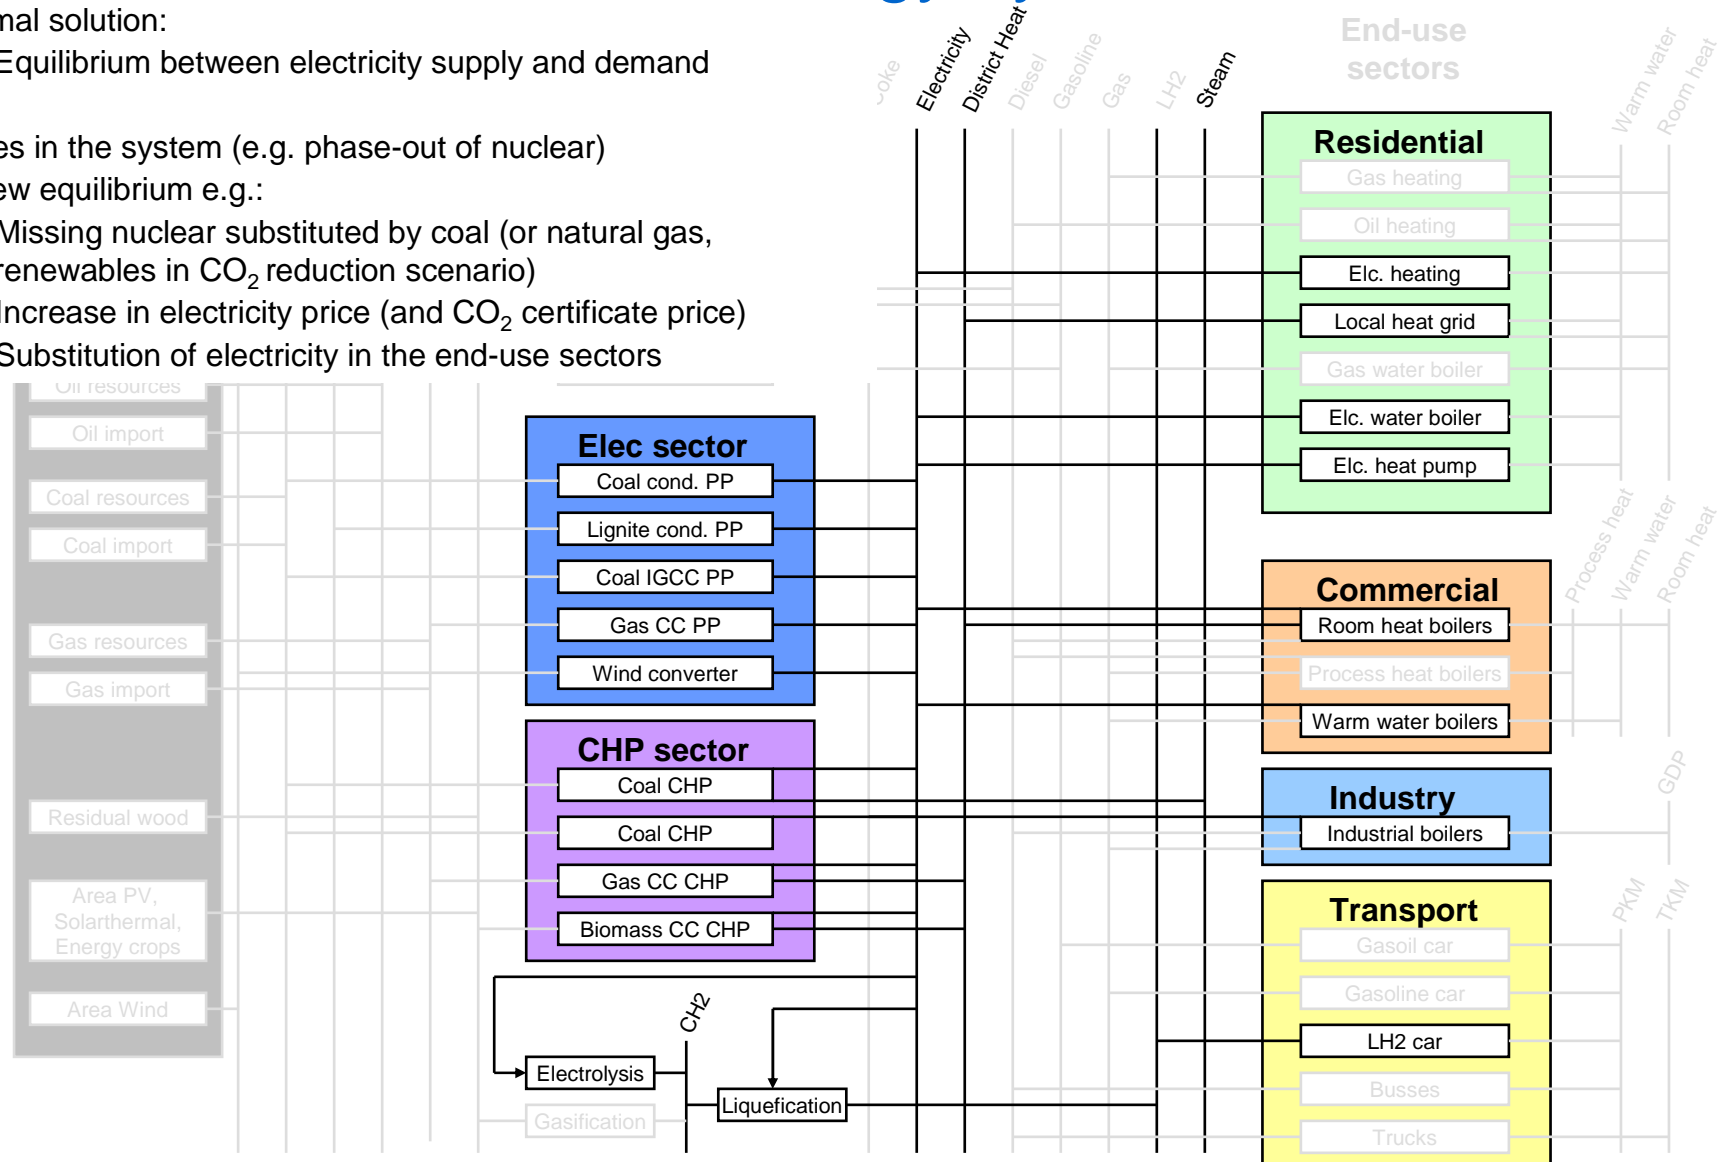 mal solution:
Equilibrium between electricity supply and demand
es in the system (e.g. phase-out of nuclear)
ew equilibrium e.g.:
Missing nuclear substituted by coal (or natural gas,
renewables in CO2 reduction scenario)
Increase in electricity price (and CO2 certificate price)
Substitution of electricity in the end-use sectors
Electricity
District Heat
Diesel
Gasoline
Gas
LH2
Steam
End-use
sectors
Warm water
Room heat
Residential
Gas heating
Oil heating
Elc. heating
Local heat grid
Gas water boiler
Elc. water boiler
Elc. heat pump
Oil resources
Oil import
Coal resources
Coal import
Gas resources
Gas import
Residual wood
Area PV,
Solarthermal,
Energy crops
Area Wind
Elec sector
Coal cond. PP
Lignite cond. PP
Coal IGCC PP
Gas CC PP
Wind converter
CHP sector
Coal CHP
Coal CHP
Gas CC CHP
Biomass CC CHP
CH2
Electrolysis
Gasification
Liquefication
Process heat
Warm water
Room heat
Commercial
Room heat boilers
Process heat boilers
Warm water boilers
GDP
Industry
Industrial boilers
PKM
TKM
Transport
Gasoil car
Gasoline car
LH2 car
Busses
Trucks